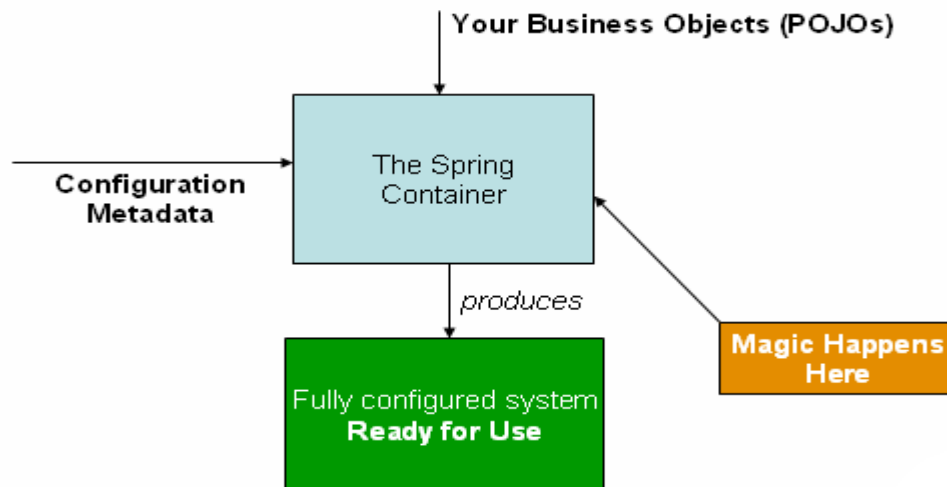 Your Business Objects (POJOs)
The Spring
Container
Configuration
Metadata
produces
Magic Happens
Here
Fully configured system
Ready for Use